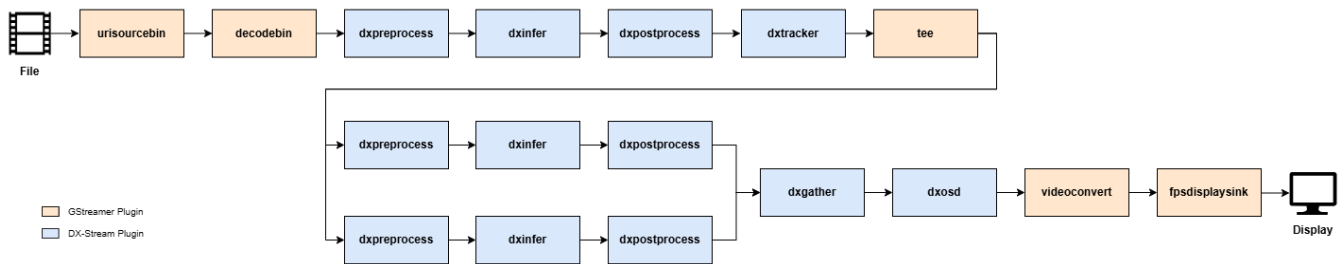 File
urisourcebin
decodebin
dxpreprocess
dxinfer
dxpostprocess
dxtracker
tee
dxpreprocess
dxinfer
dxpostprocess
dxgather
dxosd
videoconvert
fpsdisplaysink
Display
dxpreprocess
dxinfer
dxpostprocess
GStreamer Plugin
DX-Stream Plugin